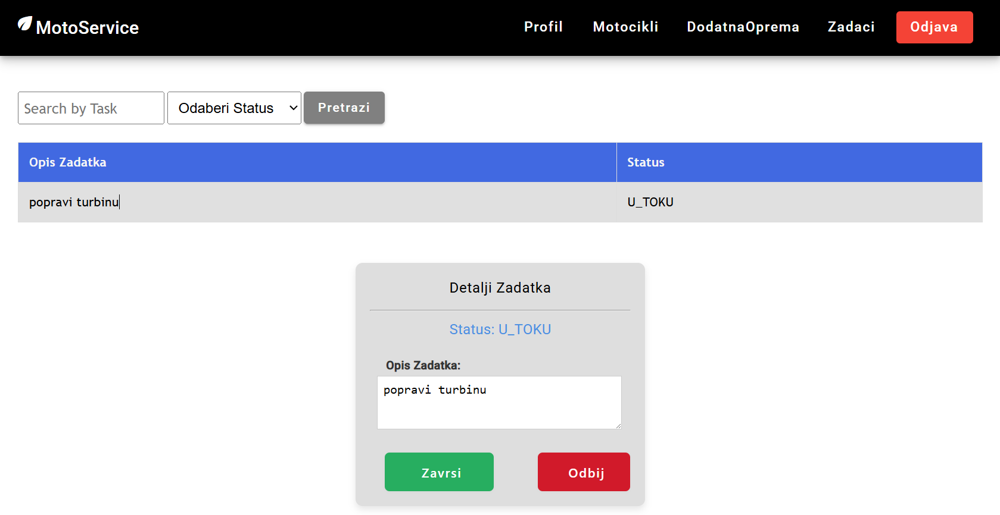 MotoService
Profil Motocikli DodatnaOprema Zadaci Odjava
Search by Task Odaberi Status Pretrazi
Opis Zadatka Status
popravi turbinu U_TOKU
Detalji Zadatka
Status: U_TOKU
Opis Zadatka:
popravi turbinu
Zavrsi Odbij